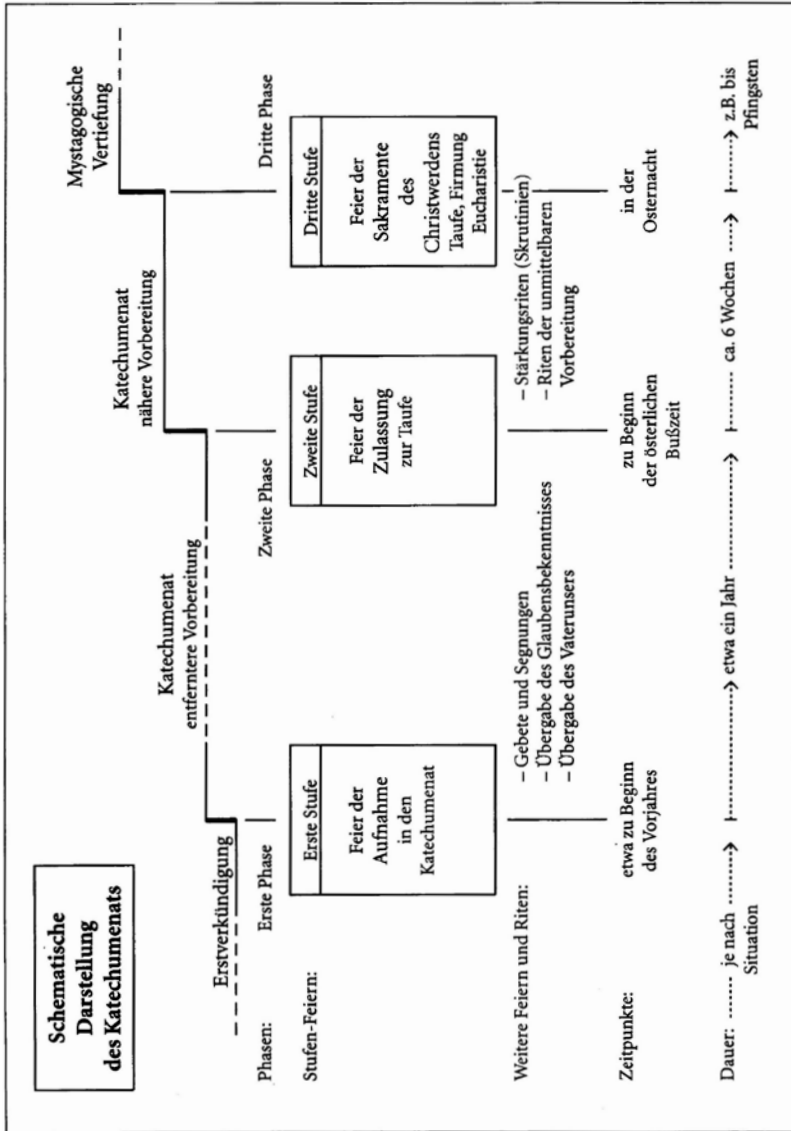 Schematische
Darstellung
des Katechumenats
Erstverkündigung
Katechumenat
entferntere Vorbereitung
Katechumenat
nähere Vorbereitung
Mystagogische
Vertiefung
Phasen:
Erste Phase
Zweite Phase
Dritte Phase
Stufen-Feiern:
Erste Stufe
Feier der
Aufnahme
in den
Katechumenat
Zweite Stufe
Feier der
Zulassung
zur Taufe
Dritte Stufe
Feier der
Sakramente
des
Christwerdens
Taufe, Firmung
Eucharistie
Weitere Feiern und Riten:
– Gebete und Segnungen
– Übergabe des Glaubensbekenntnisses
– Übergabe des Vaterunsers
– Stärkungsriten (Skrutinien)
– Riten der unmittelbaren
Vorbereitung
Zeitpunkte:
etwa zu Beginn
des Vorjahres
zu Beginn
der österlichen
Bußzeit
in der
Osternacht
Dauer:
je nach
Situation
etwa ein Jahr
ca. 6 Wochen
z.B. bis
Pfingsten